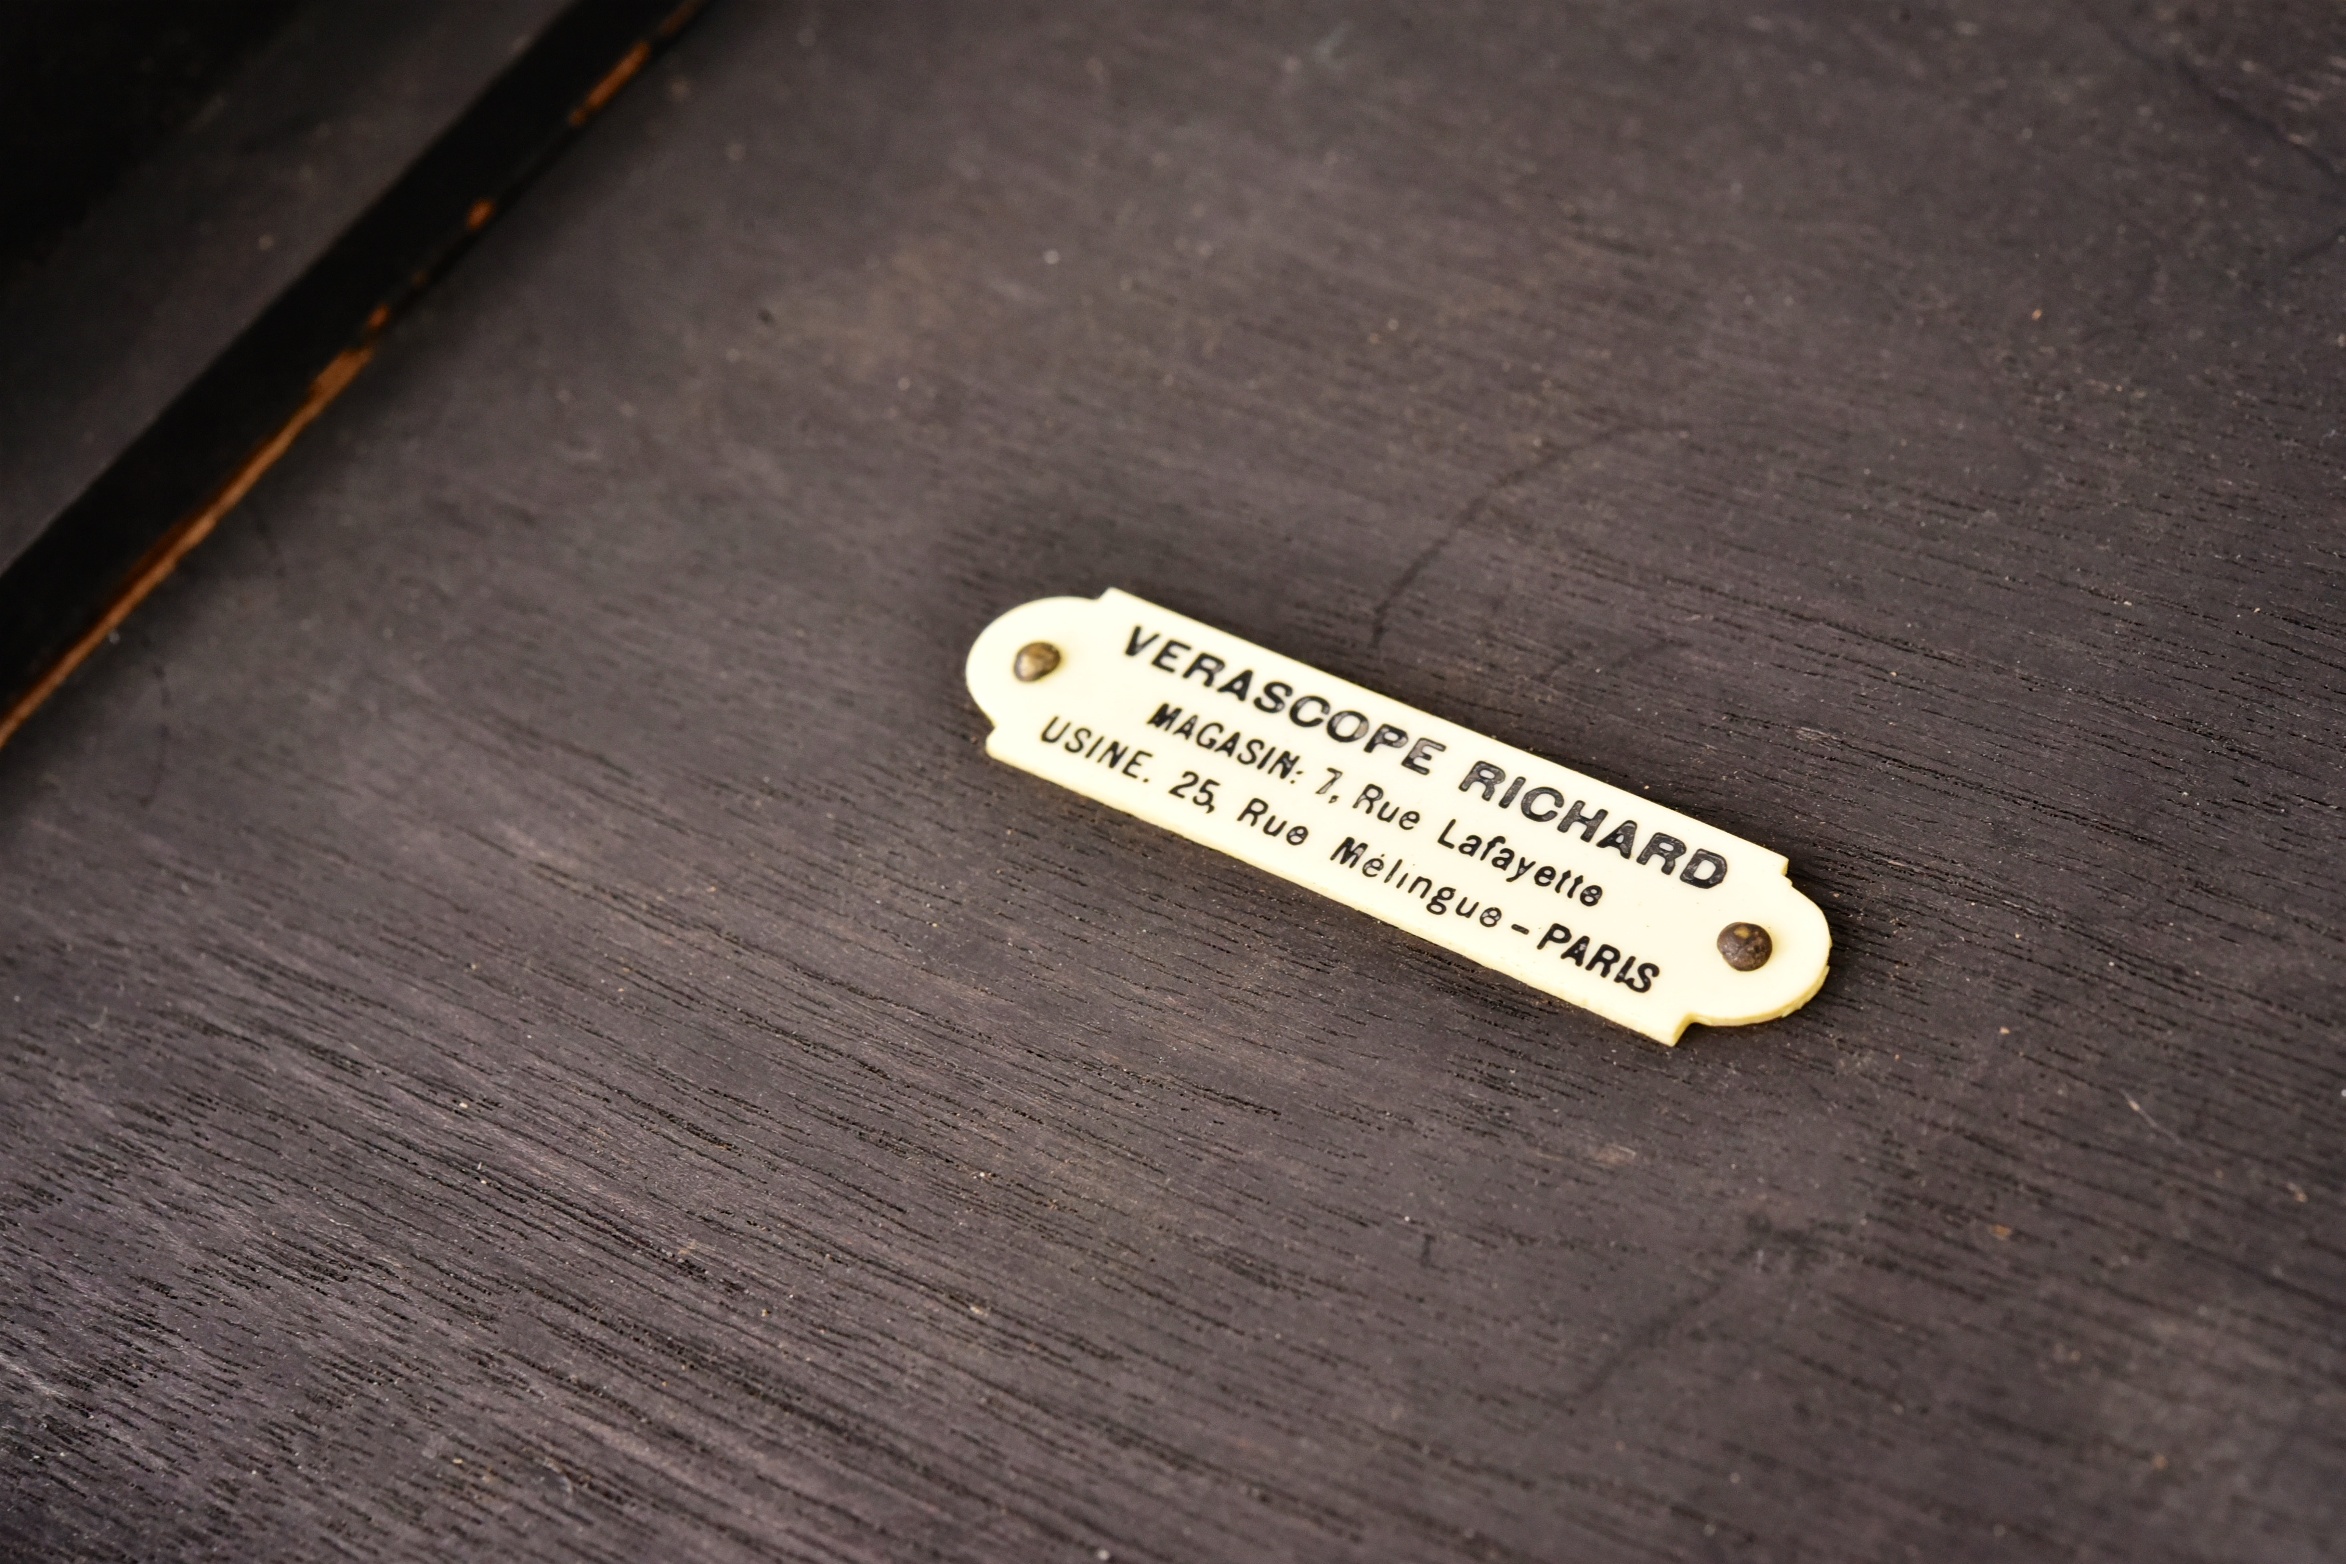 VERASCOPE RICHARD
MAGASIN: 7, Rue Lafayette
USINE. 25, Rue Mélingue - PARIS